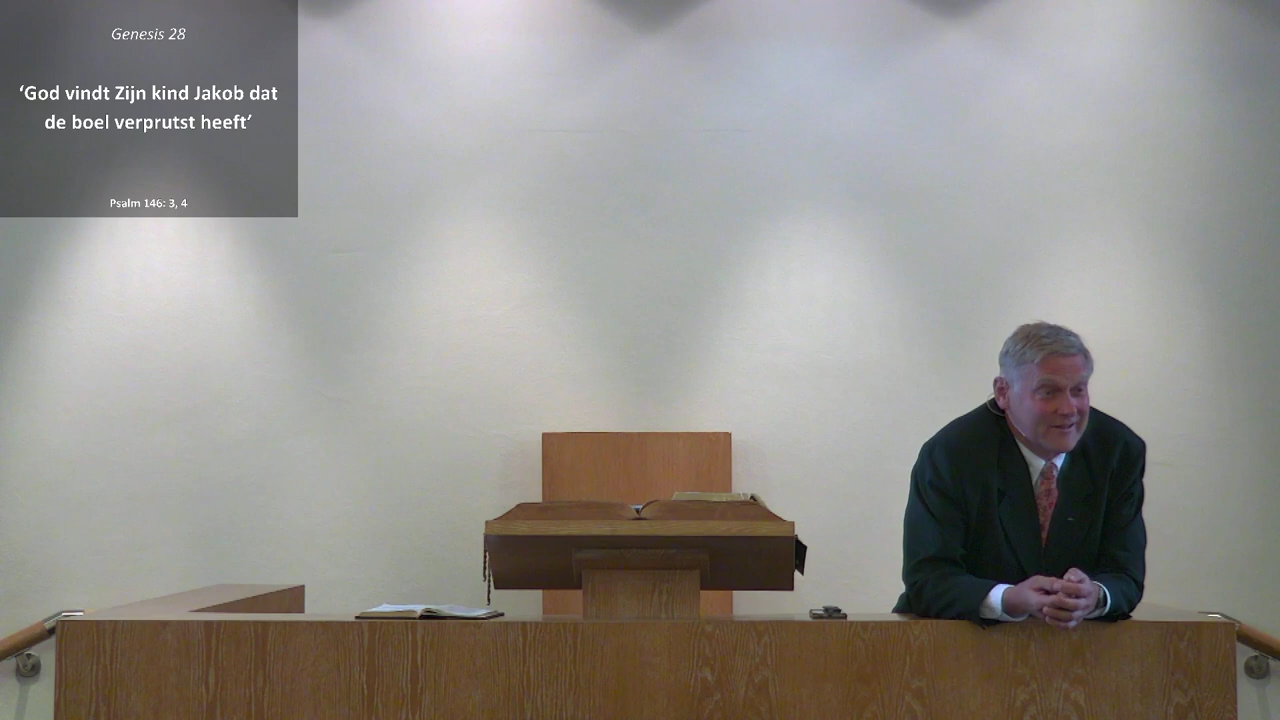 Genesis 28
‘God vindt Zijn kind Jakob dat
de boel verprutst heeft’
Psalm 146: 3, 4